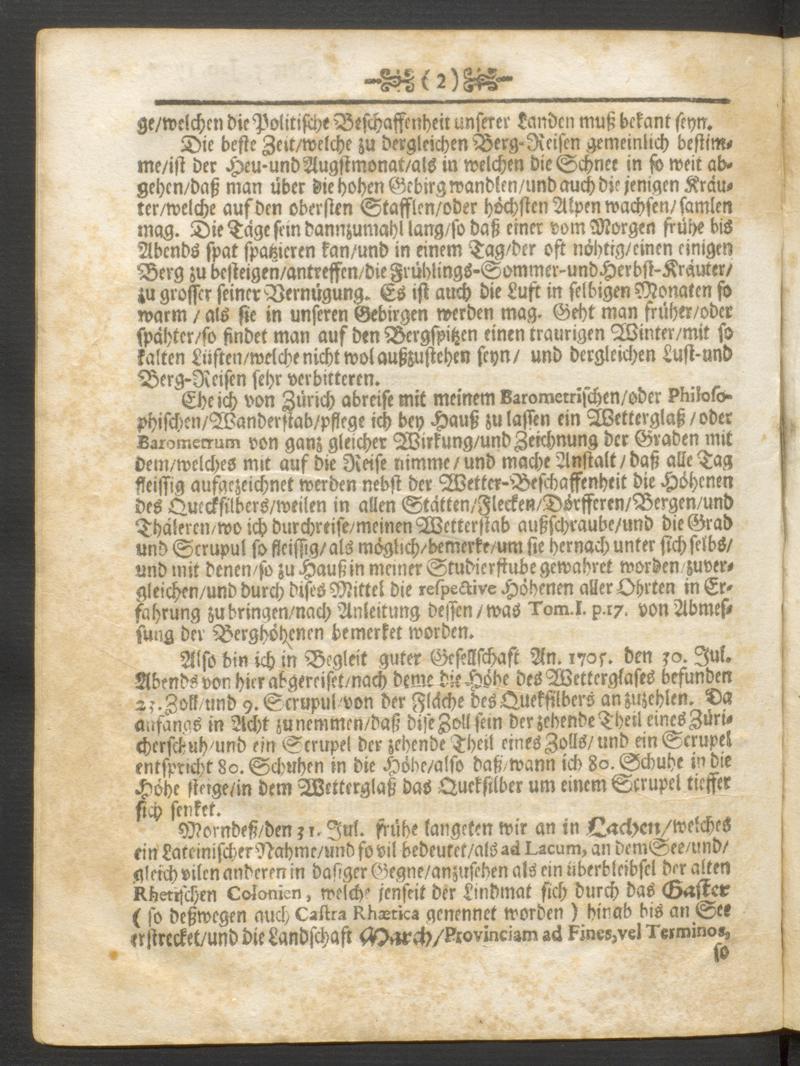 ( 2 )
ge/welchen die Politische Beschaffenheit unserer Landen muß bekant seyn.
Die beste Zeit/welche zu dergleichen Berg-Reisen gemeinlich bestim-
me/ist der Heu-und Augstmonat/als in welchen die Schnee in so weit ab-
gehen/daß man über die hohen Gebirg wandlen/und auch die jenigen Kräu-
ter/welche auf den obersten Stafflen/oder höchsten Alpen wachsen/ samlen
mag. Die Täge sein dannzumahl lang/so daß einer vom Morgen frühe bis
Abends spat spatzieren kan/und in einem Tag/der oft nöhtig/einen einigen
Berg zu besteigen/antreffen/die Frühlings-Sommer-und Herbst-Kräuter/
zu grosser seiner Vernügung. Es ist auch die Luft in selbigen Monaten so
warm / als sie in unseren Gebirgen werden mag. Geht man früher/oder
spähter/so findet man auf den Bergspitzen einen traurigen Winter/mit so
kalten Lüften/welche nicht wol außzustehen seyn/ und dergleichen Lust-und
Berg-Reisen sehr verbitteren.
Ehe ich von Zürich abreise mit meinem Barometrischen/oder Philoso-
phischen/Wanderstab/pflege ich bey Hauß zu lassen ein Wetterglaß / oder
Barometrum von ganz gleicher Wirkung/und Zeichnung der Graden mit
dem/welches mit auf die Reise nimme / und mache Anstalt / daß alle Tag
fleissig aufgezeichnet werden nebst der Wetter-Beschaffenheit die Höhenen
des Quecksilbers/weilen in allen Stätten/Flecken/Dörfferen/Bergen/und
Thäleren/wo ich durchreise/meinen Wetterstab außschraube/und die Grad
und Scrupul so fleissig/als möglich/bemerke/um sie hernach unter sich selbs/
und mit denen/so zu Hauß in meiner Studierstube gewahret worden/zuver-
gleichen/und durch dises Mittel die respective Höhenen aller Ohrten in Er-
fahrung zu bringen/nach Anleitung dessen / was Tom.I. p.17. von Abmes-
sung der Berghöhenen bemerket worden.
Also bin ich in Begleit guter Gesellschaft An. 1705. den 30. Jul.
Abends von hier abgereiset/nach deme die Höhe des Wetterglases befunden
25. Zoll/und 9. Scrupul/von der Fläche des Queksilbers anzuzehlen. Da
anfangs in Acht zunemmen/daß dise Zoll sein der zehende Theil eines Züri-
cherschuh/und ein Scrupel der zehende Theil eines Zolls/ und ein Scrupel
entspricht 80. Schuhen in die Höhe/also daß/wann ich 80. Schuhe in die
Höhe steige/in dem Wetterglaß das Queksilber um einem Scrupel tieffer
sich senket.
Morndeß/den 31. Jul. frühe langeten wir an in Lachen/welches
ein Lateinischer Nahme/und so vil bedeutet/als ad Lacum, an dem See/und/
gleich vilen anderen in dasiger Gegne/anzusehen als ein überbleibsel der alten
Rhetischen Colonien, welche jenseit der Lindmat sich durch das Gaster
( so deßwegen auch Castra Rhætica genennet worden ) hinab bis an See
erstrecket/und die Landschaft March/Provinciam ad Fines,vel Terminos,
so